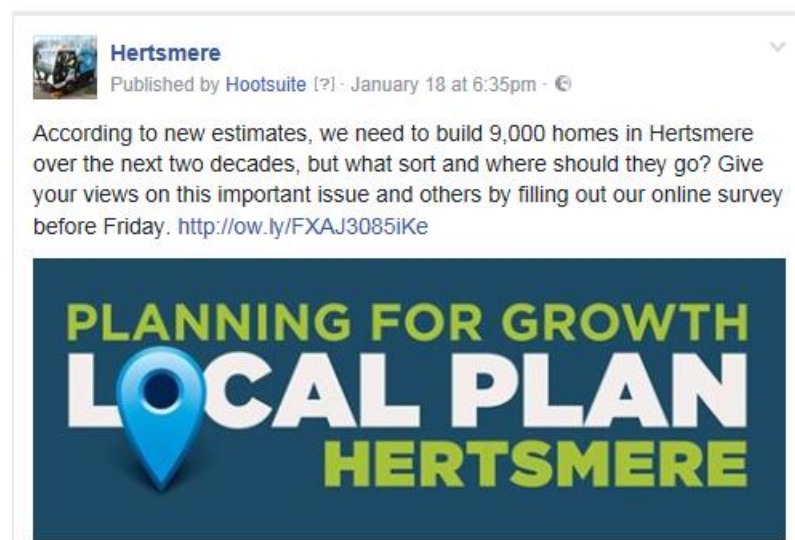 Hertsmere
Published by Hootsuite [?] · January 18 at 6:35pm ·
According to new estimates, we need to build 9,000 homes in Hertsmere
over the next two decades, but what sort and where should they go? Give
your views on this important issue and others by filling out our online survey
before Friday. http://ow.ly/FXAJ3085iKe
PLANNING FOR GROWTH
LOCAL PLAN
HERTSMERE